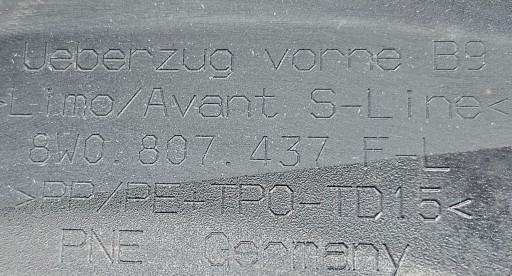 Ueberzug vorne B9
>Limo/Avant S-Line<
8W0.807.437 F-L
>PP/PE-TPO-TD15<
PNE Germany